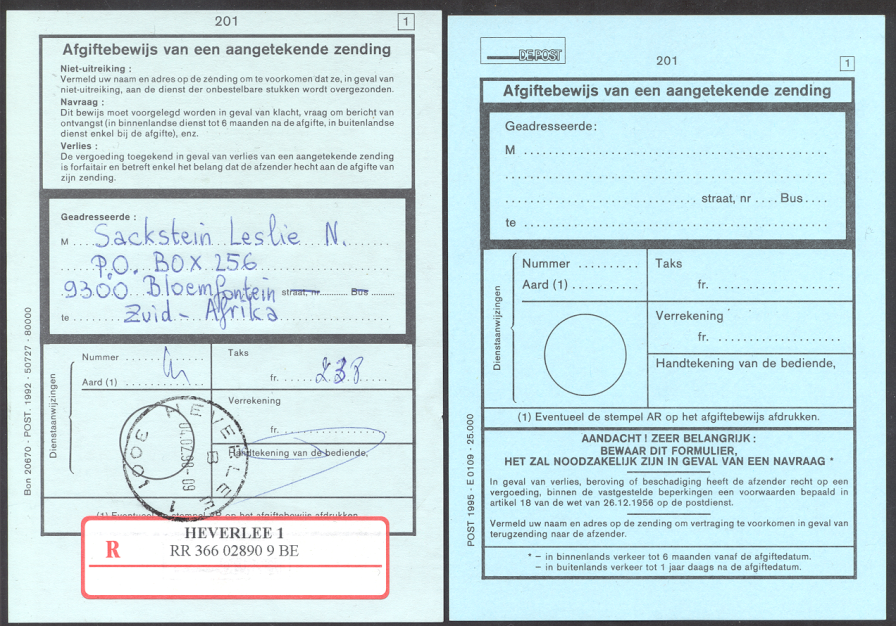 201
1
Afgiftebewijs van een aangetekende zending
Niet-uitreiking :
Vermeld uw naam en adres op de zending om te voorkomen dat ze, in geval van
niet-uitreiking, aan de dienst der onbestelbare stukken wordt overgezonden.
Navraag :
Dit bewijs moet voorgelegd worden in geval van klacht, vraag om bericht van
ontvangst (in binnenlandse dienst tot 6 maanden na de afgifte, in buitenlandse
dienst enkel bij de afgifte), enz.
Verlies :
De vergoeding toegekend in geval van verlies van een aangetekende zending
is forfaitair en betreft enkel het belang dat de afzender hecht aan de afgifte van
zijn zending.
Geadresseerde :
M Sackstein Leslie N.
P.O. BOX 256
9300 Bloemfontein straat, nr. Bus
te Zuid - Afrika
Dienstaanwijzingen
Nummer
Aard (1)
Taks
fr.
Verrekening
fr.
Handtekening van de bediende,
HEVERLEE 1
3001
(1) Eventueel de stempel AR op het afgiftebewijs afdrukken.
R
HEVERLEE 1
RR 366 02890 9 BE
Bon 20670 - POST. 1992 - 50727 - 80000
DE POST
201
1
Afgiftebewijs van een aangetekende zending
Geadresseerde :
M
straat, nr .... Bus ....
te
Dienstaanwijzingen
Nummer
Aard (1)
Taks
fr.
Verrekening
fr.
Handtekening van de bediende,
(1) Eventueel de stempel AR op het afgiftebewijs afdrukken.
AANDACHT ! ZEER BELANGRIJK :
BEWAAR DIT FORMULIER,
HET ZAL NOODZAKELIJK ZIJN IN GEVAL VAN EEN NAVRAAG *
In geval van verlies, beroving of beschadiging heeft de afzender recht op een
vergoeding, binnen de vastgestelde beperkingen een voorwaarden bepaald in
artikel 18 van de wet van 26.12.1956 op de postdienst.
Vermeld uw naam en adres op de zending om vertraging te voorkomen in geval van
terugzending naar de afzender.
* – in binnenlands verkeer tot 6 maanden vanaf de afgiftedatum.
– in buitenlands verkeer tot 1 jaar daags na de afgiftedatum.
POST 1995 - E 0109 - 25.000